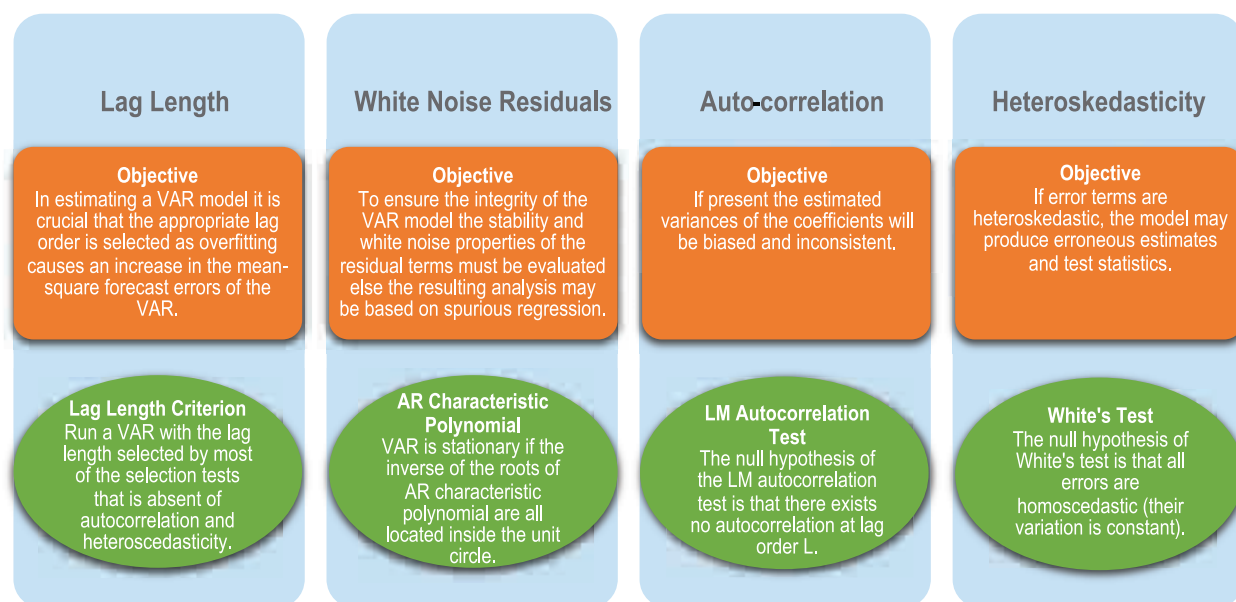 Lag Length
Objective
In estimating a VAR model it is
crucial that the appropriate lag
order is selected as overfitting
causes an increase in the mean-
square forecast errors of the
VAR.
Lag Length Criterion
Run a VAR with the lag
length selected by most
of the selection tests
that is absent of
autocorrelation and
heteroscedasticity.
White Noise Residuals
Objective
To ensure the integrity of the
VAR model the stability and
white noise properties of the
residual terms must be evaluated
else the resulting analysis may
be based on spurious regression.
AR Characteristic
Polynomial
VAR is stationary if the
inverse of the roots of
AR characteristic
polynomial are all
located inside the unit
circle.
Auto-correlation
Objective
If present the estimated
variances of the coefficients will
be biased and inconsistent.
LM Autocorrelation
Test
The null hypothesis of
the LM autocorrelation
test is that there exists
no autocorrelation at lag
order L.
Heteroskedasticity
Objective
If error terms are
heteroskedastic, the model may
produce erroneous estimates
and test statistics.
White's Test
The null hypothesis of
White's test is that all
errors are
homoscedastic (their
variation is constant).